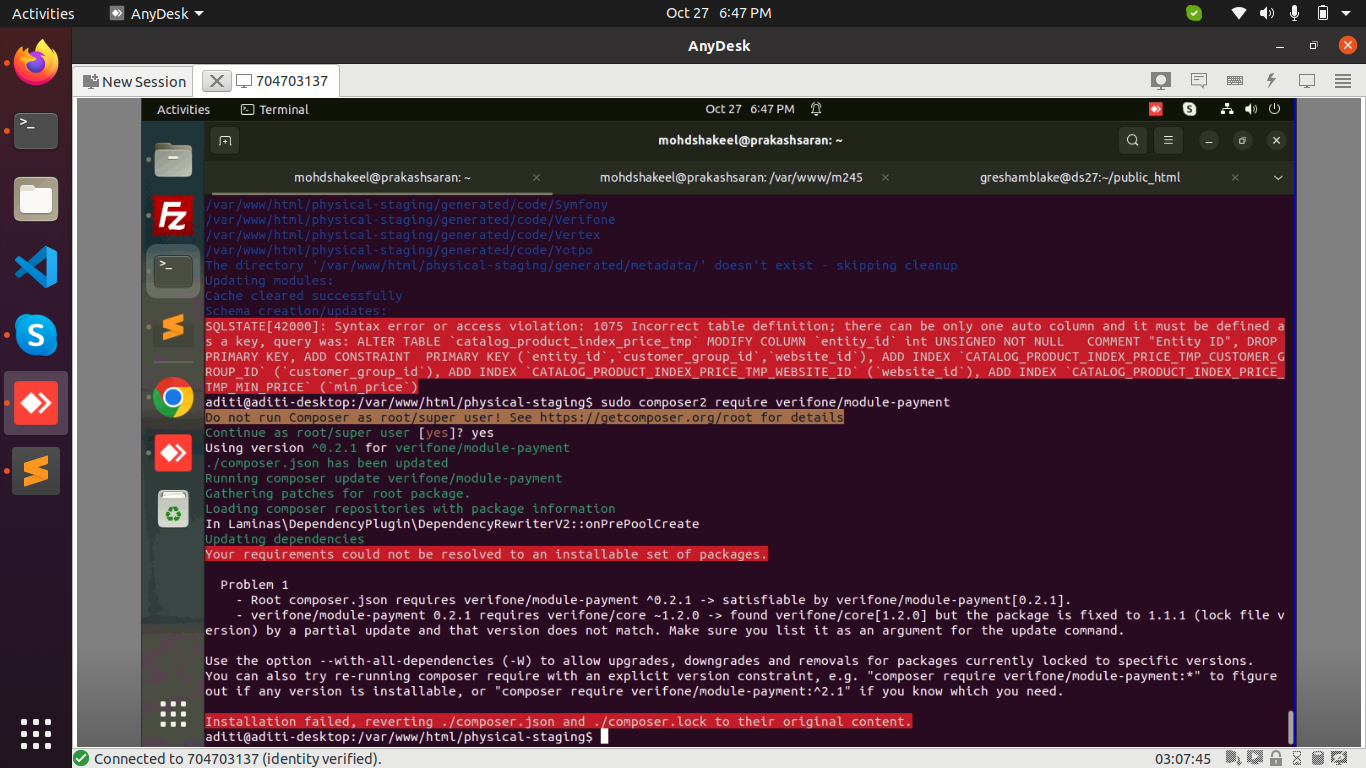 Activities AnyDesk Oct 27 6:47 PM
AnyDesk
New Session 704703137
Activities Terminal Oct 27 6:47 PM
mohdshakeel@prakashsaran: ~
mohdshakeel@prakashsaran: ~ mohdshakeel@prakashsaran: /var/www/m245 greshamblake@ds27:~/public_html
/var/www/html/physical-staging/generated/code/Symfony
/var/www/html/physical-staging/generated/code/Verifone
/var/www/html/physical-staging/generated/code/Vertex
/var/www/html/physical-staging/generated/code/Yotpo
The directory '/var/www/html/physical-staging/generated/metadata/' doesn't exist - skipping cleanup
Updating modules:
Cache cleared successfully
Schema creation/updates:
SQLSTATE[42000]: Syntax error or access violation: 1075 Incorrect table definition; there can be only one auto column and it must be defined a
s a key, query was: ALTER TABLE `catalog_product_index_price_tmp` MODIFY COLUMN `entity_id` int UNSIGNED NOT NULL   COMMENT "Entity ID", DROP
PRIMARY KEY, ADD CONSTRAINT  PRIMARY KEY (`entity_id`,`customer_group_id`,`website_id`), ADD INDEX `CATALOG_PRODUCT_INDEX_PRICE_TMP_CUSTOMER_G
ROUP_ID` (`customer_group_id`), ADD INDEX `CATALOG_PRODUCT_INDEX_PRICE_TMP_WEBSITE_ID` (`website_id`), ADD INDEX `CATALOG_PRODUCT_INDEX_PRICE_
TMP_MIN_PRICE` (`min_price`)
aditi@aditi-desktop:/var/www/html/physical-staging$ sudo composer2 require verifone/module-payment
Do not run Composer as root/super user! See https://getcomposer.org/root for details
Continue as root/super user [yes]? yes
Using version ^0.2.1 for verifone/module-payment
./composer.json has been updated
Running composer update verifone/module-payment
Gathering patches for root package.
Loading composer repositories with package information
In Laminas\DependencyPlugin\DependencyRewriterV2::onPrePoolCreate
Updating dependencies
Your requirements could not be resolved to an installable set of packages.
Problem 1
- Root composer.json requires verifone/module-payment ^0.2.1 -> satisfiable by verifone/module-payment[0.2.1].
- verifone/module-payment 0.2.1 requires verifone/core ~1.2.0 -> found verifone/core[1.2.0] but the package is fixed to 1.1.1 (lock file v
ersion) by a partial update and that version does not match. Make sure you list it as an argument for the update command.
Use the option --with-all-dependencies (-W) to allow upgrades, downgrades and removals for packages currently locked to specific versions.
You can also try re-running composer require with an explicit version constraint, e.g. "composer require verifone/module-payment:*" to figure
out if any version is installable, or "composer require verifone/module-payment:^2.1" if you know which you need.
Installation failed, reverting ./composer.json and ./composer.lock to their original content.
aditi@aditi-desktop:/var/www/html/physical-staging$
Connected to 704703137 (identity verified). 03:07:45